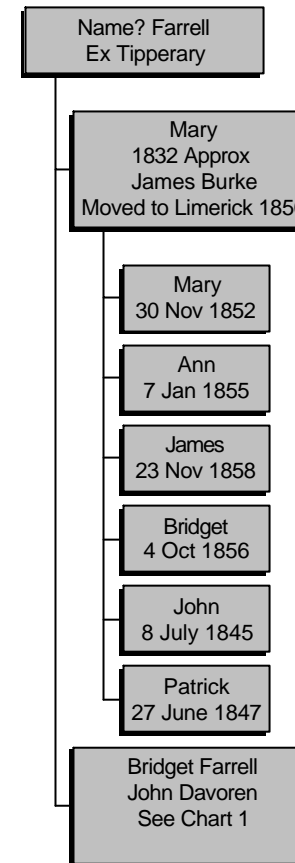 Name? Farrell
Ex Tipperary
Mary
1832 Approx
James Burke
Moved to Limerick
Mary
30 Nov 1852
Ann
7 Jan 1855
James
23 Nov 1858
Bridget
4 Oct 1856
John
8 July 1845
Patrick
27 June 1847
Bridget Farrell
John Davoren
See Chart 1